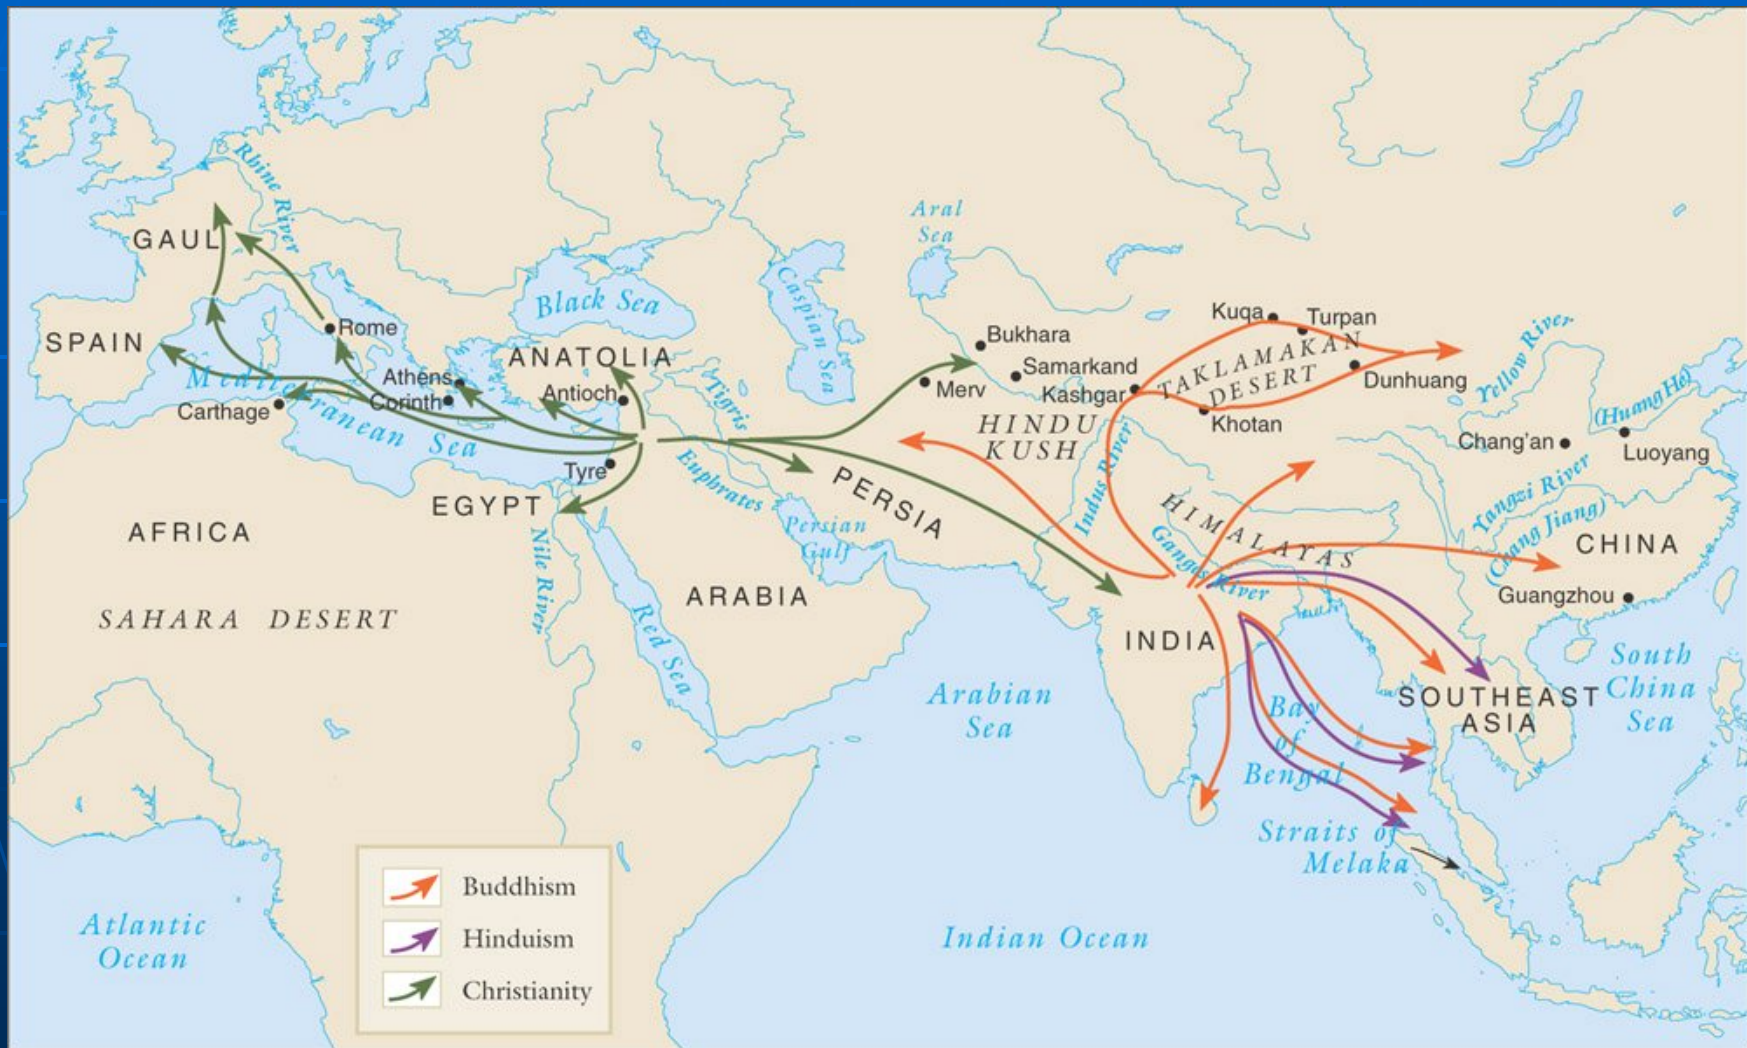 Rhine River
GAUL
Aral
Sea
Black Sea
Caspian Sea
SPAIN
Rome
Mediterranean Sea
ANATOLIA
Athens
Corinth
Antioch
Carthage
Tyre
Tigris
Euphrates
Bukhara
Samarkand
Merv
Kashgar
Kuqa
Turpan
TAKLAMAKAN
DESERT
Dunhuang
Khotan
HINDU
KUSH
Yellow River
(Huang He)
Chang'an
Luoyang
EGYPT
AFRICA
Nile River
Persian
Gulf
PERSIA
Indus River
HIMALAYAS
Ganges River
Yangzi River
(Chang Jiang)
CHINA
Guangzhou
SAHARA DESERT
Red Sea
ARABIA
INDIA
Arabian
Sea
Bay
of
Bengal
SOUTHEAST
ASIA
South
China
Sea
Straits of
Melaka
Atlantic
Ocean
Indian Ocean
Buddhism
Hinduism
Christianity